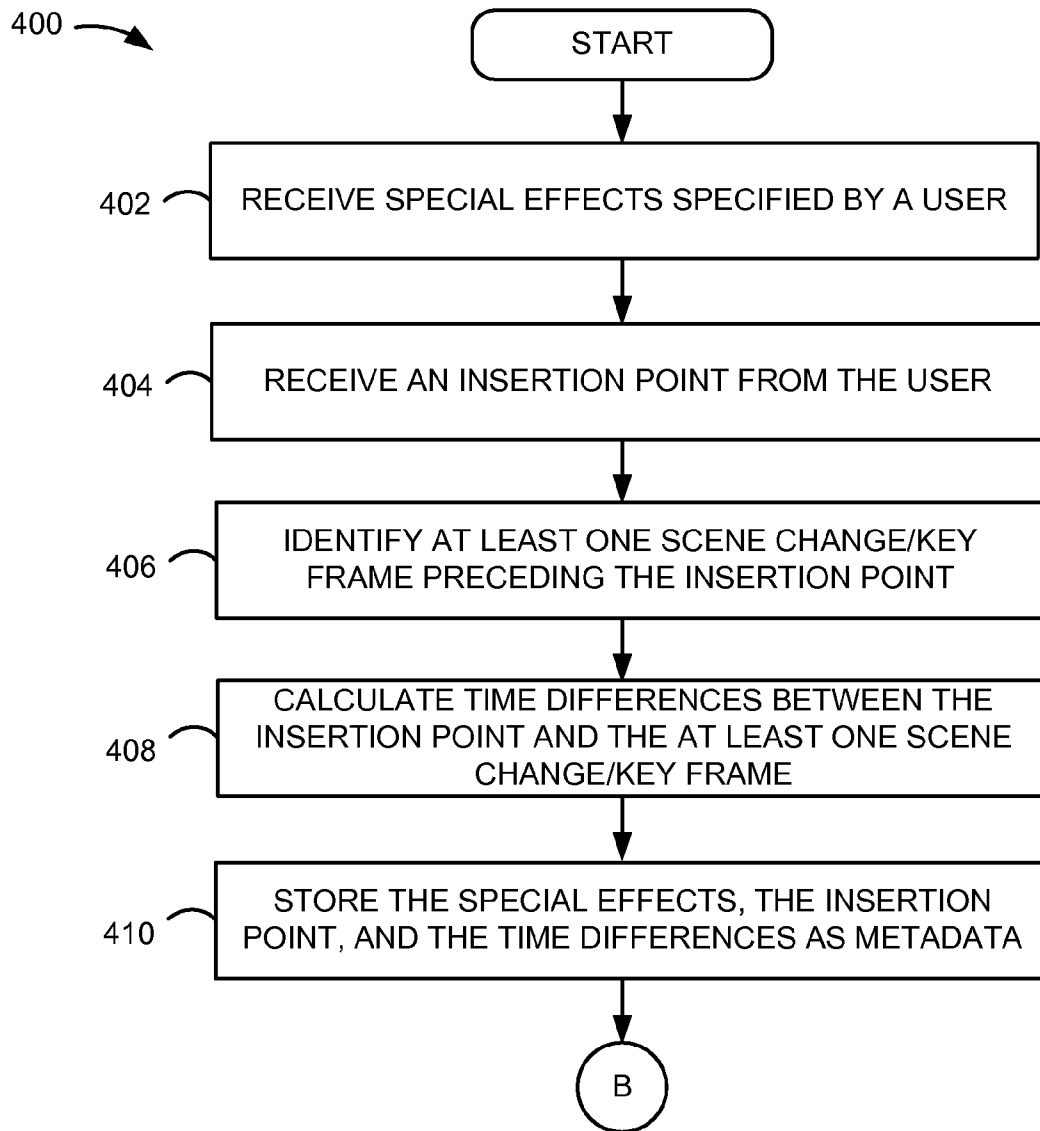 400
START
402
RECEIVE SPECIAL EFFECTS SPECIFIED BY A USER
404
RECEIVE AN INSERTION POINT FROM THE USER
406
IDENTIFY AT LEAST ONE SCENE CHANGE/KEY
FRAME PRECEDING THE INSERTION POINT
408
CALCULATE TIME DIFFERENCES BETWEEN THE
INSERTION POINT AND THE AT LEAST ONE SCENE
CHANGE/KEY FRAME
410
STORE THE SPECIAL EFFECTS, THE INSERTION
POINT, AND THE TIME DIFFERENCES AS METADATA
B